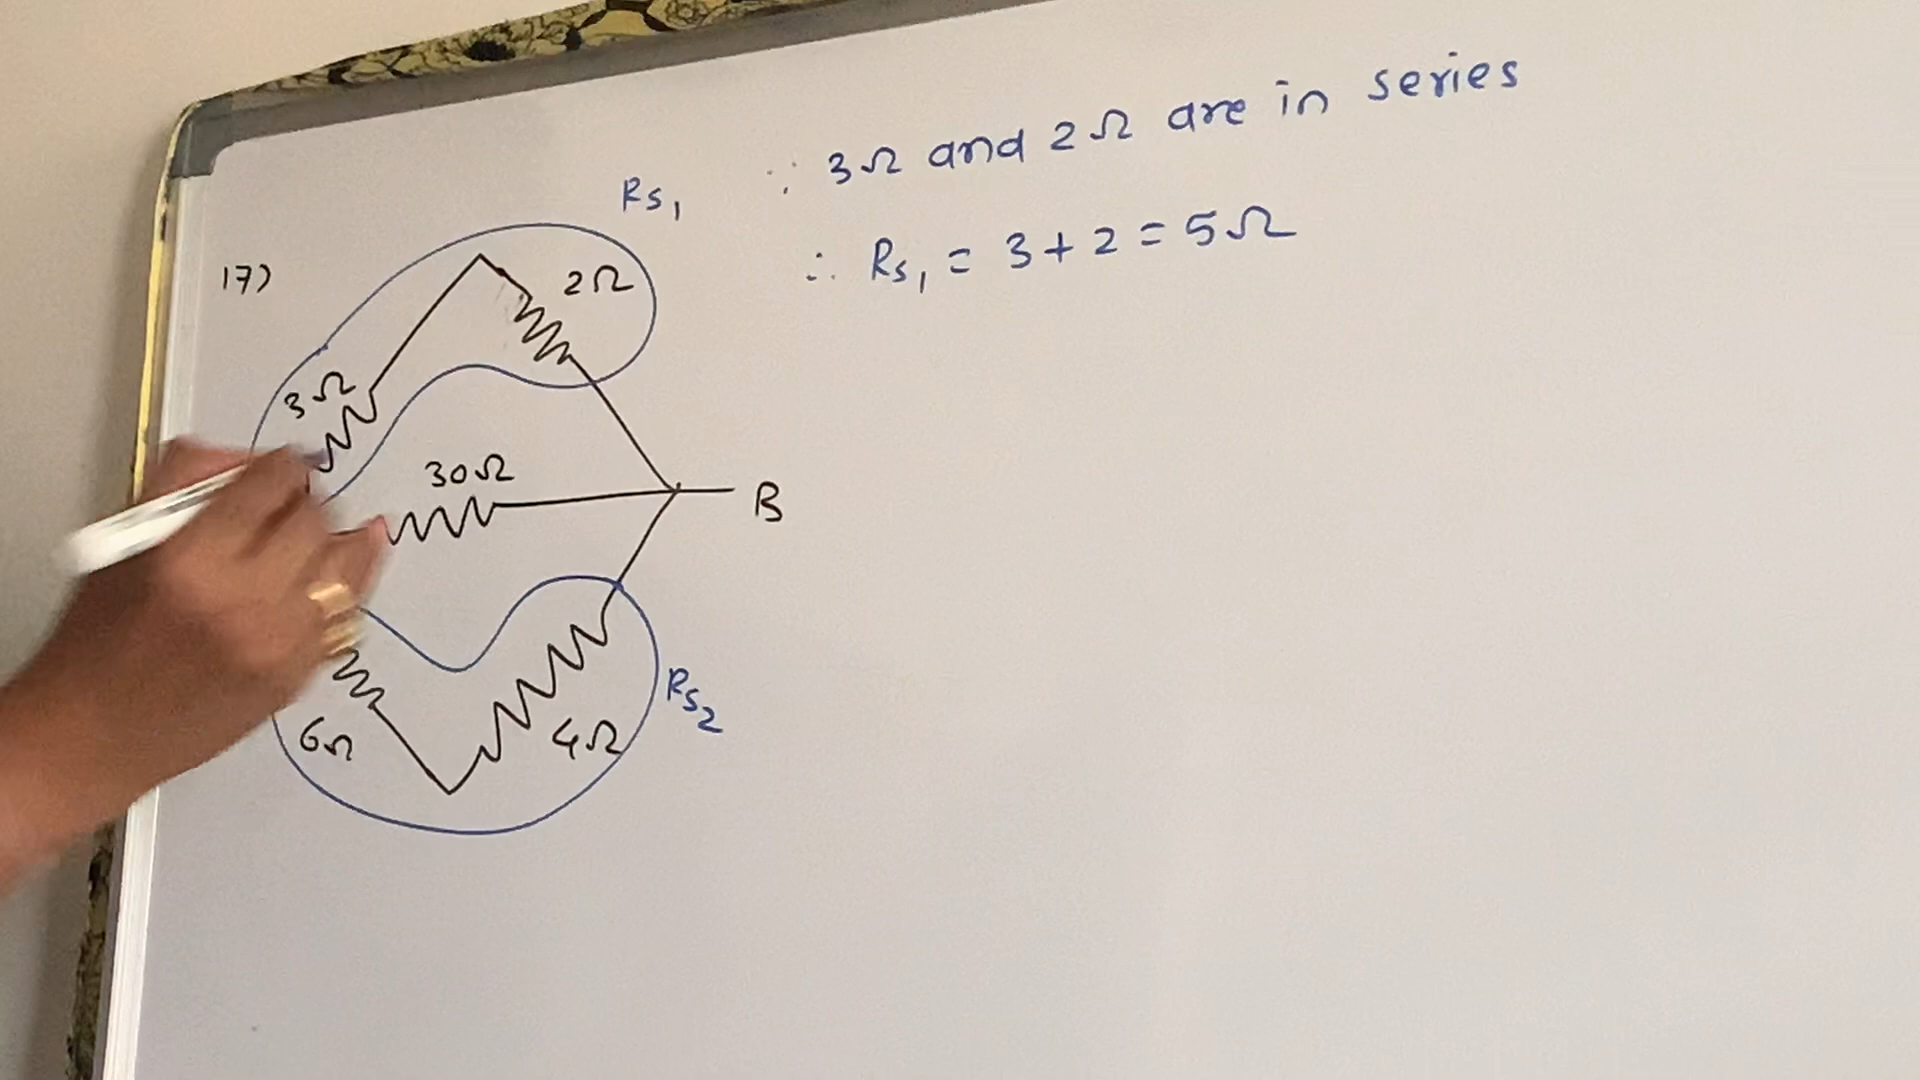 ∵ 3Ω and 2Ω are in series
∴ Rs₁ = 3 + 2 = 5Ω
Rs₁
17)
2Ω
3Ω
30Ω
B
Rs₂
6Ω
4Ω